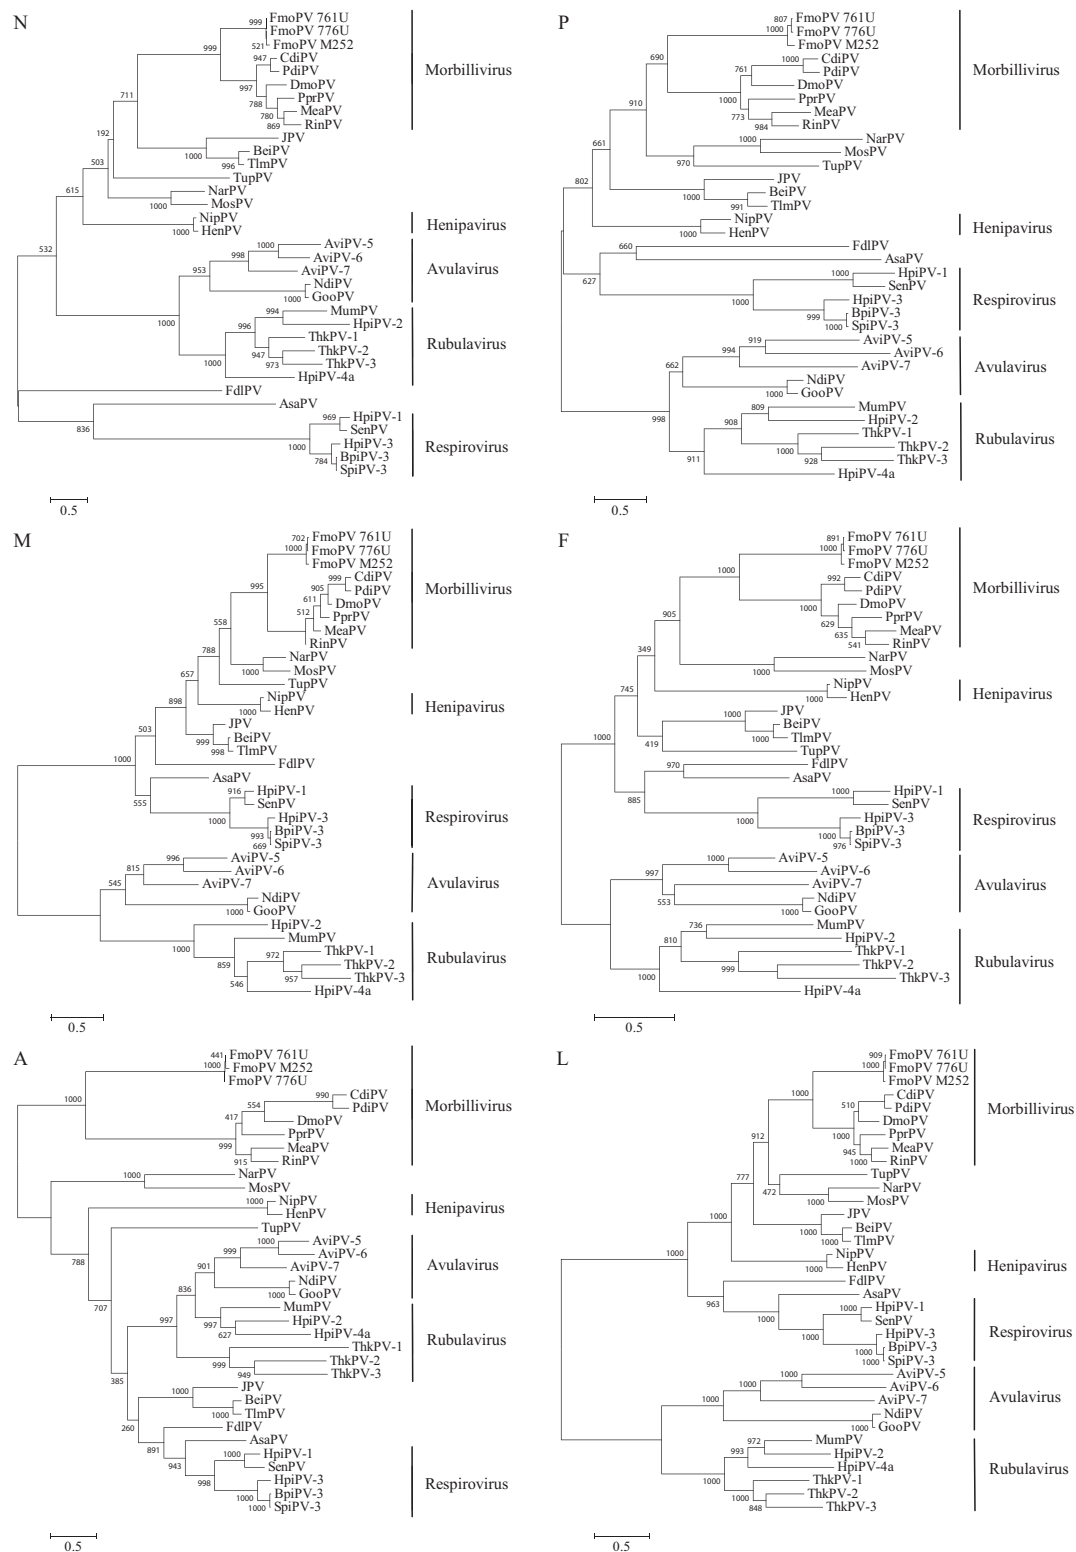 N
999
FmoPV 761U
FmoPV 776U
521
FmoPV M252
999
947
CdiPV
PdiPV
997
DmoPV
788
PprPV
780
MeaPV
869
RinPV
Morbillivirus
711
JPV
1000
BeiPV
996
TlmPV
192
TupPV
503
NarPV
1000
MosPV
615
NipPV
1000
HenPV
Henipavirus
532
1000
AviPV-5
998
AviPV-6
953
AviPV-7
NdiPV
1000
GooPV
Avulavirus
1000
994
MumPV
996
HpiPV-2
ThkPV-1
947
ThkPV-2
973
ThkPV-3
1000
HpiPV-4a
Rubulavirus
FdlPV
AsaPV
836
969
HpiPV-1
SenPV
1000
HpiPV-3
784
BpiPV-3
SpiPV-3
Respirovirus
0.5
P
807
FmoPV 761U
1000
FmoPV 776U
FmoPV M252
690
1000
CdiPV
761
PdiPV
DmoPV
1000
PprPV
773
MeaPV
984
RinPV
Morbillivirus
910
1000
NarPV
MosPV
970
TupPV
661
JPV
1000
BeiPV
991
TlmPV
802
NipPV
1000
HenPV
Henipavirus
660
FdlPV
AsaPV
627
1000
HpiPV-1
SenPV
1000
HpiPV-3
999
BpiPV-3
1000
SpiPV-3
Respirovirus
919
AviPV-5
994
AviPV-6
662
AviPV-7
NdiPV
1000
GooPV
Avulavirus
998
809
MumPV
908
HpiPV-2
ThkPV-1
1000
ThkPV-2
928
ThkPV-3
911
HpiPV-4a
Rubulavirus
0.5
M
702
FmoPV 761U
1000
FmoPV 776U
FmoPV M252
995
999
CdiPV
905
PdiPV
611
DmoPV
512
PprPV
MeaPV
RinPV
Morbillivirus
558
NarPV
1000
MosPV
788
TupPV
657
NipPV
1000
HenPV
Henipavirus
898
JPV
999
BeiPV
998
TlmPV
503
FdlPV
1000
AsaPV
555
916
HpiPV-1
SenPV
1000
HpiPV-3
993
BpiPV-3
669
SpiPV-3
Respirovirus
996
AviPV-5
815
AviPV-6
545
AviPV-7
NdiPV
1000
GooPV
Avulavirus
HpiPV-2
1000
MumPV
972
ThkPV-1
859
ThkPV-2
957
ThkPV-3
546
HpiPV-4a
Rubulavirus
0.5
F
891
FmoPV 761U
1000
FmoPV 776U
FmoPV M252
1000
992
CdiPV
PdiPV
1000
DmoPV
629
PprPV
635
MeaPV
541
RinPV
Morbillivirus
905
NarPV
1000
MosPV
349
NipPV
1000
HenPV
Henipavirus
745
1000
JPV
BeiPV
1000
TlmPV
419
TupPV
1000
970
FdlPV
AsaPV
885
1000
HpiPV-1
SenPV
1000
HpiPV-3
1000
BpiPV-3
976
SpiPV-3
Respirovirus
1000
AviPV-5
997
AviPV-6
AviPV-7
553
NdiPV
1000
GooPV
Avulavirus
736
MumPV
810
HpiPV-2
ThkPV-1
999
ThkPV-2
1000
ThkPV-3
HpiPV-4a
Rubulavirus
0.5
A
441
FmoPV 761U
1000
FmoPV M252
FmoPV 776U
1000
990
CdiPV
554
PdiPV
417
DmoPV
PprPV
999
MeaPV
915
RinPV
Morbillivirus
1000
NarPV
MosPV
1000
NipPV
HenPV
Henipavirus
788
TupPV
1000
AviPV-5
999
AviPV-6
901
AviPV-7
NdiPV
1000
GooPV
Avulavirus
707
836
MumPV
997
HpiPV-2
627
HpiPV-4a
997
ThkPV-1
999
ThkPV-2
949
ThkPV-3
Rubulavirus
385
1000
JPV
BeiPV
1000
TlmPV
260
FdlPV
891
AsaPV
943
1000
HpiPV-1
SenPV
998
HpiPV-3
1000
BpiPV-3
1000
SpiPV-3
Respirovirus
0.5
L
909
FmoPV 761U
1000
FmoPV 776U
FmoPV M252
1000
CdiPV
510
PdiPV
DmoPV
1000
PprPV
945
MeaPV
1000
RinPV
Morbillivirus
912
TupPV
472
NarPV
1000
MosPV
777
JPV
1000
BeiPV
1000
TlmPV
1000
NipPV
1000
HenPV
Henipavirus
1000
FdlPV
963
AsaPV
1000
1000
HpiPV-1
SenPV
1000
HpiPV-3
1000
BpiPV-3
1000
SpiPV-3
Respirovirus
1000
AviPV-5
1000
AviPV-6
1000
AviPV-7
NdiPV
1000
GooPV
Avulavirus
972
MumPV
993
HpiPV-2
HpiPV-4a
1000
ThkPV-1
1000
ThkPV-2
848
ThkPV-3
Rubulavirus
0.5